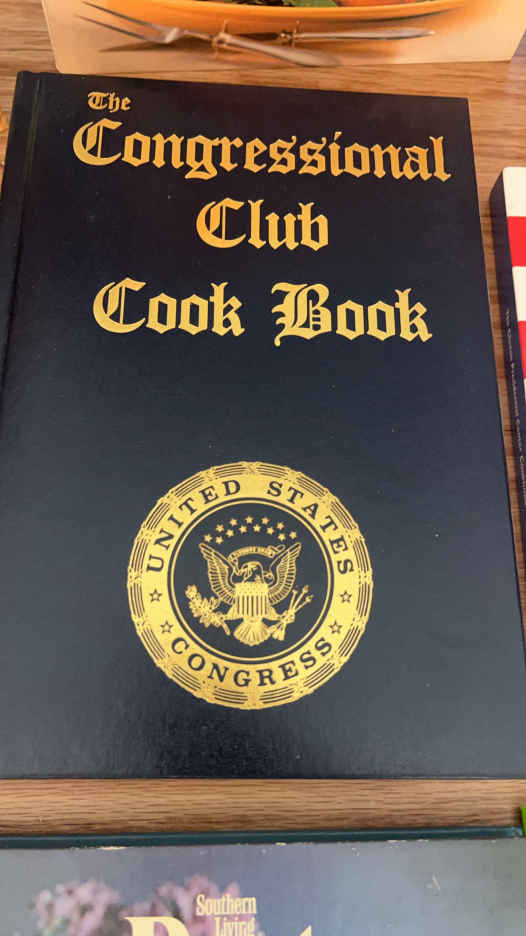 The
Congressional
Club
Cook Book
UNITED STATES
CONGRESS
Southern
Living